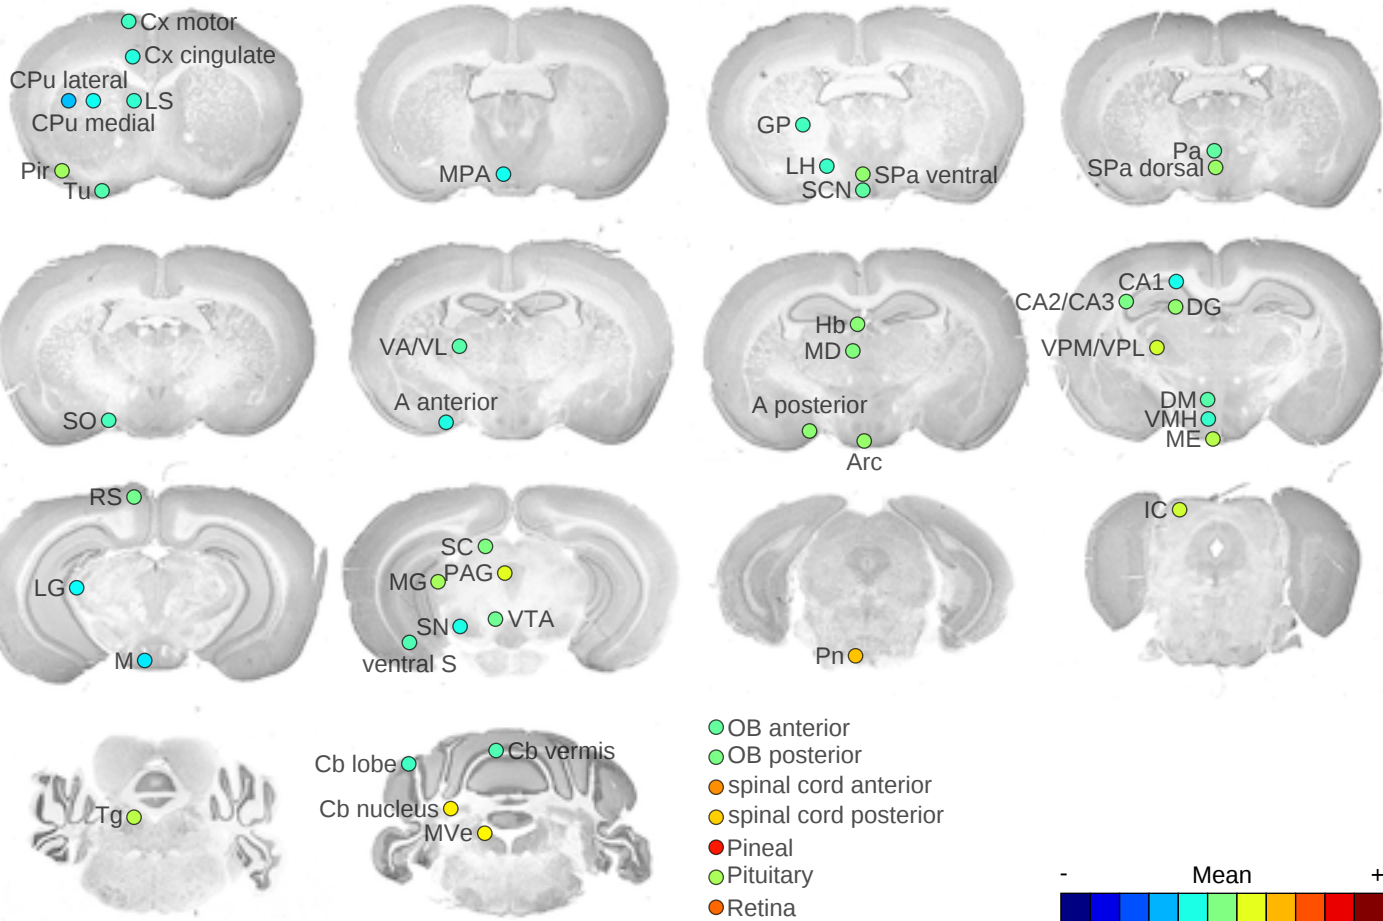 Cx motor
Cx cingulate
CPu lateral
LS
CPu medial
Pir
Tu
MPA
GP
LH
SPa ventral
SCN
Pa
SPa dorsal
SO
VA/VL
A anterior
Hb
MD
A posterior
Arc
CA1
CA2/CA3
DG
VPM/VPL
DM
VMH
ME
RS
LG
M
SC
PAG
MG
VTA
SN
ventral S
Pn
IC
Tg
Cb vermis
Cb lobe
Cb nucleus
MVe
OB anterior
OB posterior
spinal cord anterior
spinal cord posterior
Pineal
Pituitary
Retina
- Mean +